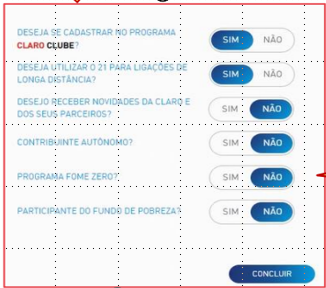 DESEJA SE CADASTRAR NO PROGRAMA
CLARO CLUBE?
SIM NÃO
DESEJA UTILIZAR O 21 PARA LIGAÇÕES DE
LONGA DISTÂNCIA?
SIM NÃO
DESEJO RECEBER NOVIDADES DA CLARO E
DOS SEUS PARCEIROS?
SIM NÃO
CONTRIBUINTE AUTÔNOMO?
SIM NÃO
PROGRAMA FOME ZERO?
SIM NÃO
PARTICIPANTE DO FUNDO DE POBREZA?
SIM NÃO
CONCLUIR